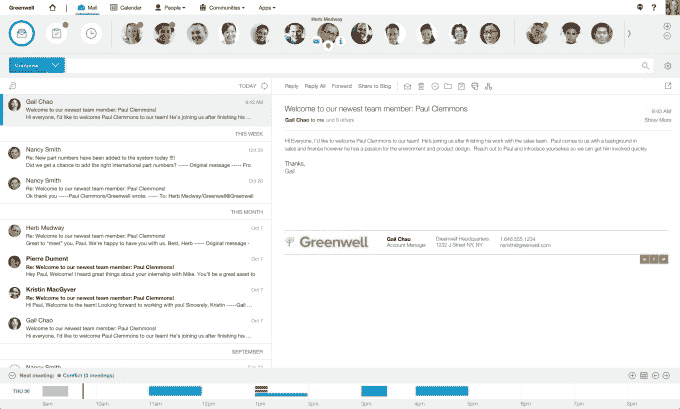 Greenwell
Mail
Calendar
People
Communities
Apps
Herb Medway
Compose
TODAY
Gail Chao
9:43 AM
Welcome to our newest team member: Paul Clemmons!
Hi everyone, I'd like to welcome Paul Clemmons to our team! He's joining us after finishing his ...
THIS WEEK
Nancy Smith
Oct 28
Re: New part numbers have been added to the system today !!!
Did we get a chance to add the right international part numbers? ----- Original message ----- Fro
Nancy Smith
Oct 28
Re: Welcome to our newest team member: Paul Clemmons!
Ok thank you -----Paul Clemmons/Greenwell wrote: ----- To: Herb Medway/Greenwell@Greenwell
THIS MONTH
Herb Medway
Oct 7
Re: Welcome to our newest team member: Paul Clemmons!
Great to "meet" you, Paul. We're happy to have you with us. Best, Herb ----- Original message -
Pierre Dumont
Oct 7
Re: Welcome to our newest team member: Paul Clemmons!
Hey Paul, Welcome! I heard great things about your internship with Mike. You'll be a great asset to
Kristin MacGyver
Oct 7
Re: Welcome to our newest team member: Paul Clemmons!
Hi Paul, Welcome to the team! Looking forward to working with you! Sincerely, Kristin -----Gail ...
Gail Chao
Oct 7
Welcome to our newest team member: Paul Clemmons!
Hi everyone, I'd like to welcome Paul Clemmons to our team! He's joining us after finishing his ...
SEPTEMBER
Nancy Smith
Reply Reply All Forward Share to Blog
Welcome to our newest team member: Paul Clemmons
9:43 AM
Gail Chao to me and 9 others
Show More
Hi Everyone, I'd like to welcome Paul Clemmons to our team! He's joining us after finishing his work with the sales team. Paul comes to us with a background in
sales and finance however he has a passion for the environment and product design. Reach out to Paul and introduce yourselves so we can get him involved quickly.
Thanks,
Gail
Greenwell
Gail Chao
Account Manager
Greenwell Headquarters
1232 J Street NY, NY
1.646.555.1234
Next meeting: Conflict (3 meetings)
THU 30
9am 10am 11am 12pm 1pm 2pm 3pm 4pm 5pm 6pm 7pm 8pm